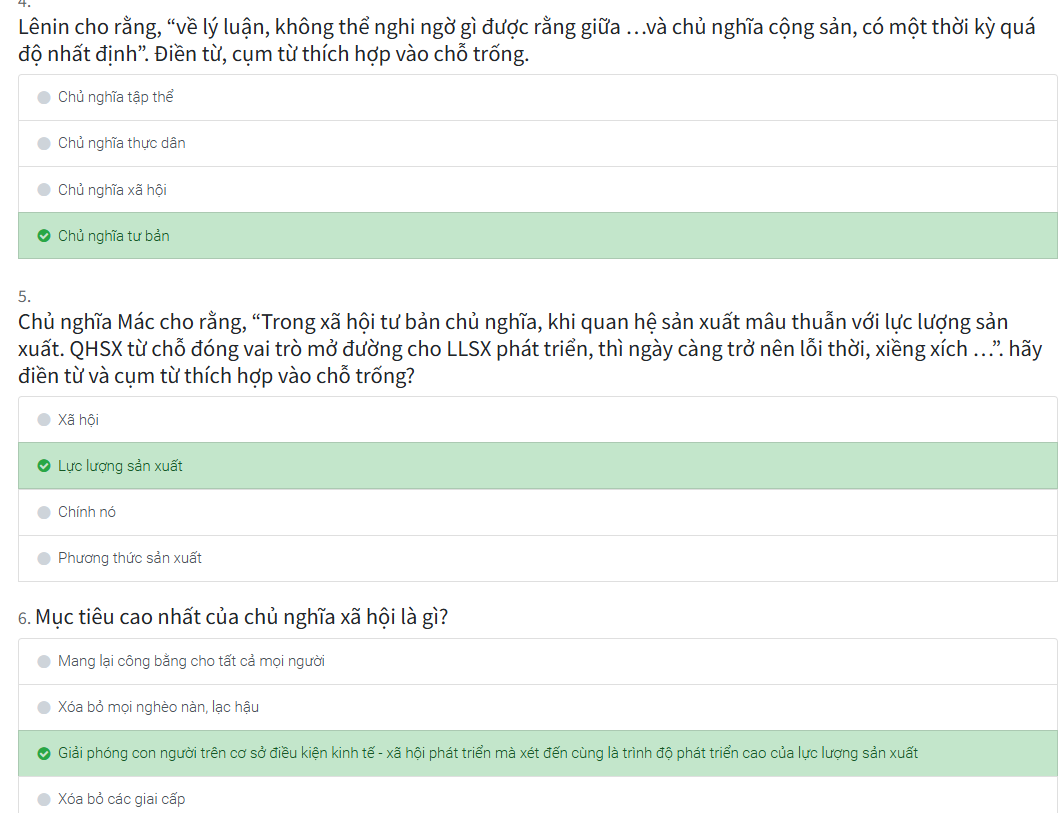 4.
Lênin cho rằng, “về lý luận, không thể nghi ngờ gì được rằng giữa …và chủ nghĩa cộng sản, có một thời kỳ quá
độ nhất định”. Điền từ, cụm từ thích hợp vào chỗ trống.
Chủ nghĩa tập thể
Chủ nghĩa thực dân
Chủ nghĩa xã hội
Chủ nghĩa tư bản
5.
Chủ nghĩa Mác cho rằng, “Trong xã hội tư bản chủ nghĩa, khi quan hệ sản xuất mâu thuẫn với lực lượng sản
xuất. QHSX từ chỗ đóng vai trò mở đường cho LLSX phát triển, thì ngày càng trở nên lỗi thời, xiềng xích …”. hãy
điền từ và cụm từ thích hợp vào chỗ trống?
Xã hội
Lực lượng sản xuất
Chính nó
Phương thức sản xuất
6. Mục tiêu cao nhất của chủ nghĩa xã hội là gì?
Mang lại công bằng cho tất cả mọi người
Xóa bỏ mọi nghèo nàn, lạc hậu
Giải phóng con người trên cơ sở điều kiện kinh tế - xã hội phát triển mà xét đến cùng là trình độ phát triển cao của lực lượng sản xuất
Xóa bỏ các giai cấp